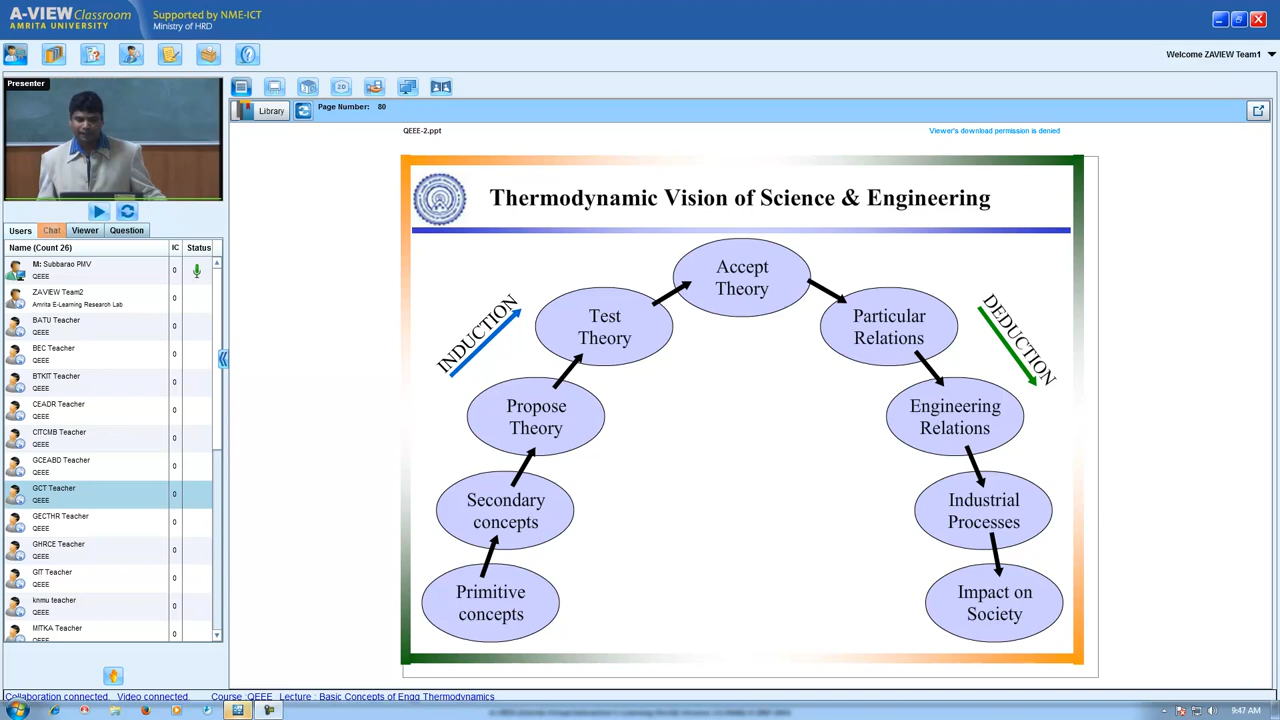 A-VIEW Classroom
AMRITA UNIVERSITY
Supported by NME-ICT
Ministry of HRD
Welcome ZAVIEW Team1
Presenter
Library
Page Number: 80
QEEE-2.ppt
Viewer's download permission is denied
Users Chat Viewer Question
Name (Count 26) IC Status
M: Subbarao PMV
QEEE
0
ZAVIEW Team2
Amrita E-Learning Research Lab
0
BATU Teacher
QEEE
0
BEC Teacher
QEEE
0
BTKIT Teacher
QEEE
0
CEADR Teacher
QEEE
0
CITCMB Teacher
QEEE
0
GCEABD Teacher
QEEE
0
GCT Teacher
QEEE
0
GECTHR Teacher
QEEE
0
GHRCE Teacher
QEEE
0
GIT Teacher
QEEE
0
knmu teacher
QEEE
0
MITKA Teacher
QEEE
0
Thermodynamic Vision of Science & Engineering
INDUCTION
DEDUCTION
Accept
Theory
Test
Theory
Particular
Relations
Propose
Theory
Engineering
Relations
Secondary
concepts
Industrial
Processes
Primitive
concepts
Impact on
Society
2D
Collaboration connected. Video connected. Course :QEEE Lecture : Basic Concepts of Engg Thermodynamics
9:47 AM